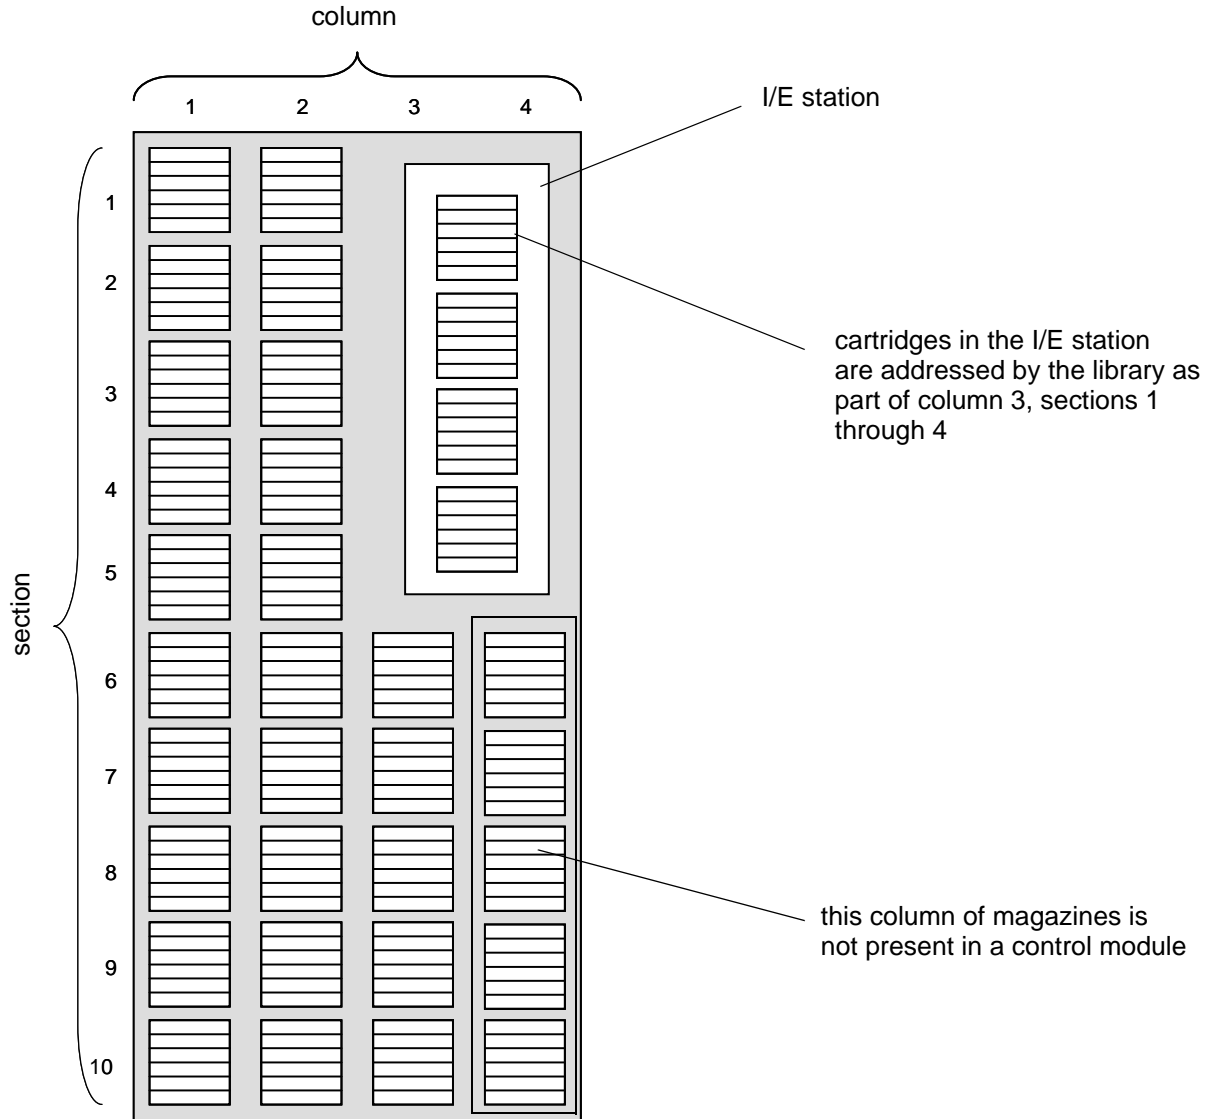 column
1 2 3 4
I/E station
1
2
cartridges in the I/E station
are addressed by the library as
part of column 3, sections 1
through 4
3
4
5
section
6
7
8
this column of magazines is
not present in a control module
9
10